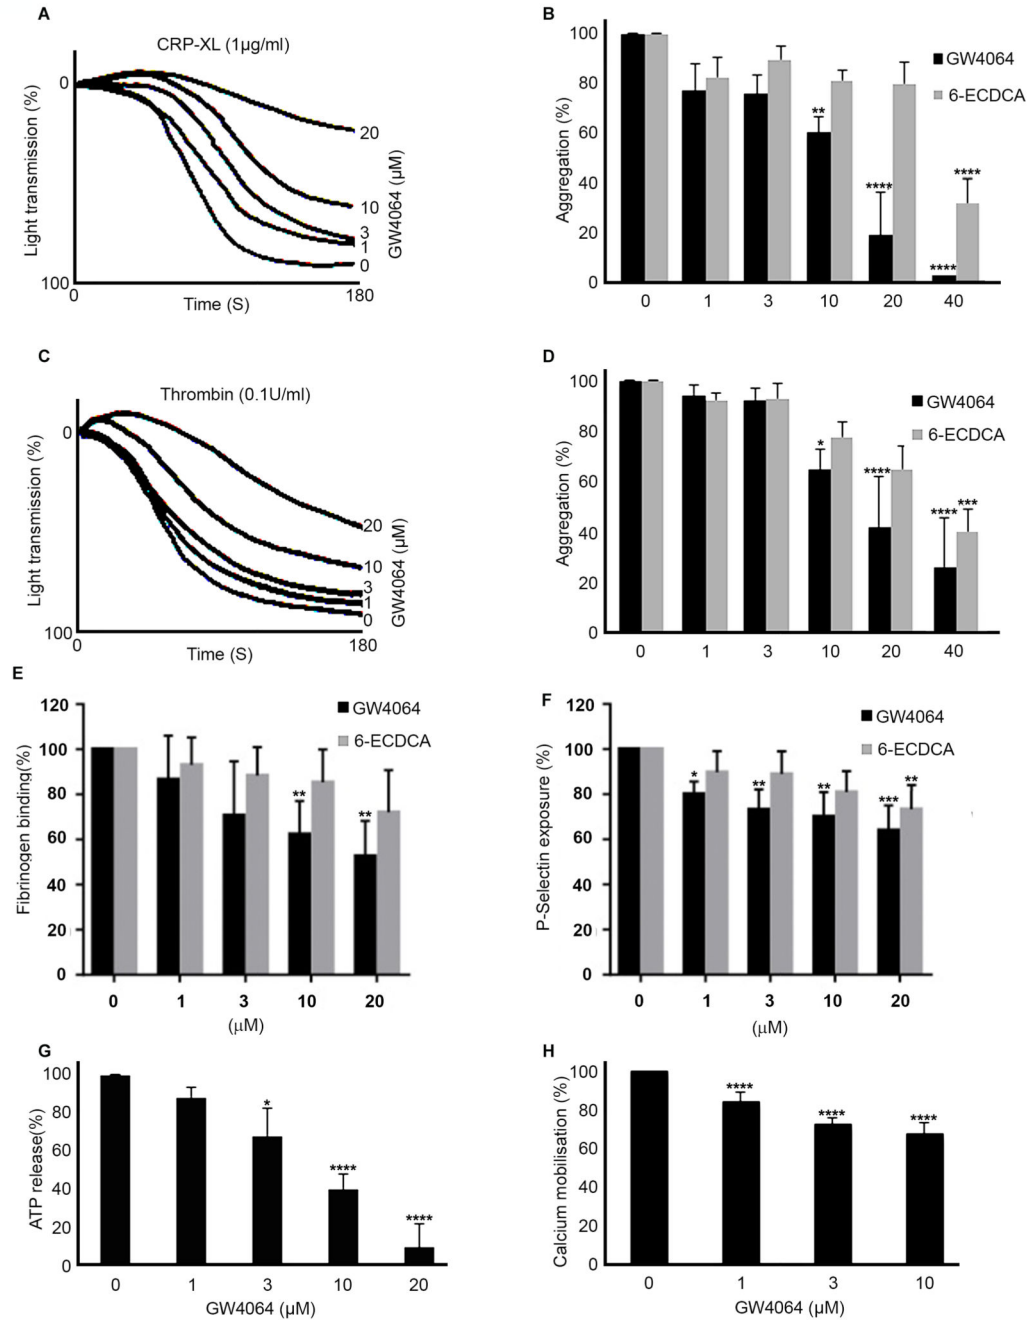 A
CRP-XL (1µg/ml)
Light transmission (%)
0
100
20
10
3
1
0
GW4064 (µM)
0
180
Time (S)
B
Aggregation (%)
100
80
60
40
20
0
GW4064
6-ECDCA
**
****
****
****
0 1 3 10 20 40
C
Thrombin (0.1U/ml)
Light transmission (%)
0
100
20
10
3
1
0
GW4064 (µM)
0
180
Time (S)
D
Aggregation (%)
100
80
60
40
20
0
GW4064
6-ECDCA
*
****
****
***
0 1 3 10 20 40
E
Fibrinogen binding(%)
120
100
80
60
40
20
0
GW4064
6-ECDCA
**
**
0 1 3 10 20
(µM)
F
P-Selectin exposure (%)
120
100
80
60
40
20
0
GW4064
6-ECDCA
*
**
**
***
**
0 1 3 10 20
(µM)
G
ATP release(%)
100
80
60
40
20
0
*
****
****
0 1 3 10 20
GW4064 (µM)
H
Calcium mobilisation (%)
100
80
60
40
20
0
****
****
****
0 1 3 10
GW4064 (µM)